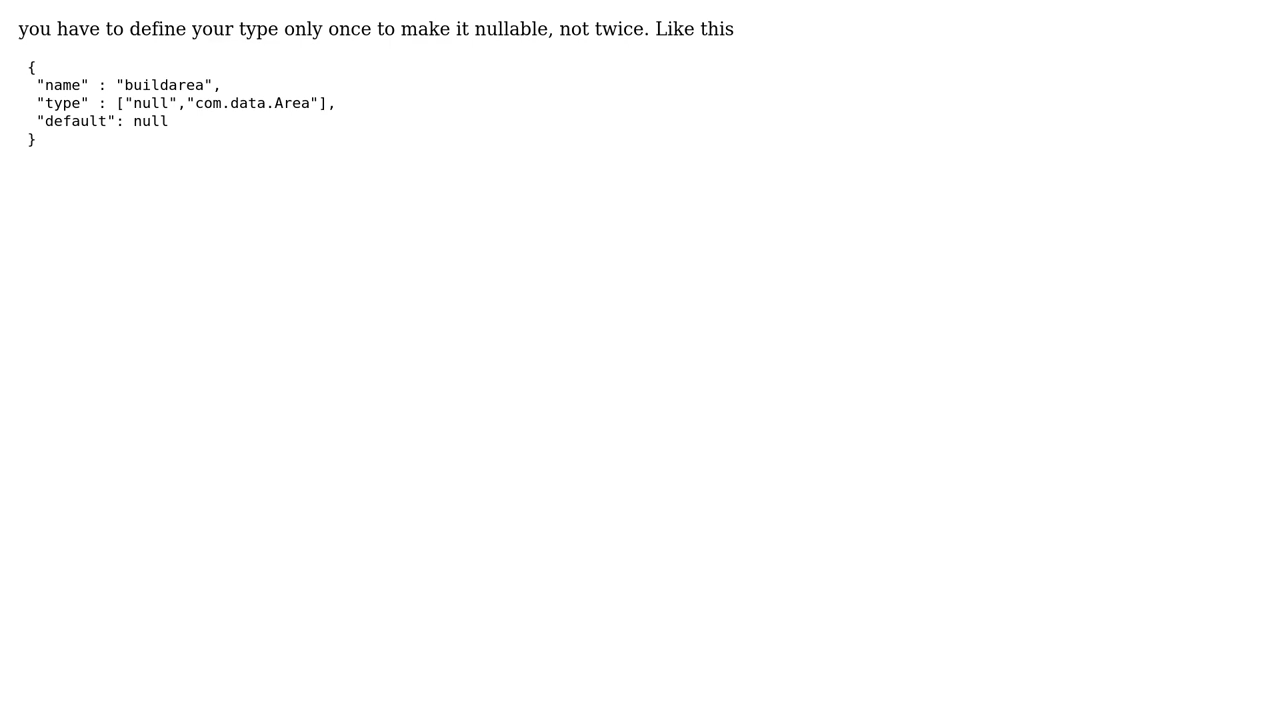 you have to define your type only once to make it nullable, not twice. Like this
{
"name" : "buildarea",
"type" : ["null","com.data.Area"],
"default": null
}